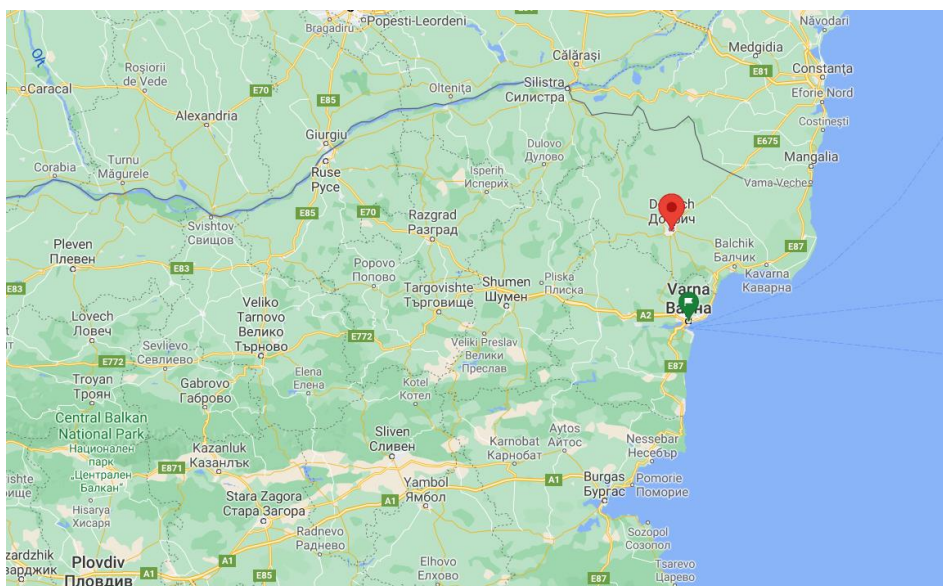 Bragadiru
Popesti-Leordeni
Năvodari
Medgidia
Călărași
Constanța
Roșiorii
de Vede
Caracal
E81
E70
E85
Oltenița
Silistra
Силистра
Eforie Nord
Alexandria
Costinești
Giurgiu
E675
Dulovo
Дулово
Mangalia
Corabia
Turnu
Măgurele
Ruse
Русе
Isperih
Исперих
Vama-Veche
E85
E70
Razgrad
Разград
Svishtov
Свищов
Balchik
Балчик
E87
Pleven
Плевен
E83
Popovo
Попово
Kavarna
Каварна
E83
Targovishte
Търговище
Shumen
Шумен
Pliska
Плиска
Varna
Veliko
Tarnovo
Велико
Търново
A2
Lovech
Ловеч
E772
Sevlievo
Севлиево
Veliki Preslav
Велики
Преслав
E772
E87
Elena
Елена
Troyan
Троян
Gabrovo
Габрово
Kotel
Котел
Central Balkan
National Park
Национален
парк
„Централен
Балкан“
Aytos
Айтос
Nessebar
Несебър
Sliven
Сливен
Karnobat
Карнобат
Kazanluk
Казанлък
E871
Burgas
Бургас
Pomorie
Поморие
Yambol
Ямбол
A1
A1
Stara Zagora
Стара Загора
Hisarya
Хисаря
Radnevo
Раднево
Sozopol
Созопол
Plovdiv
Пловдив
A1
A1
E85
Elhovo
Елхово
E87
Tsarevo
Царево